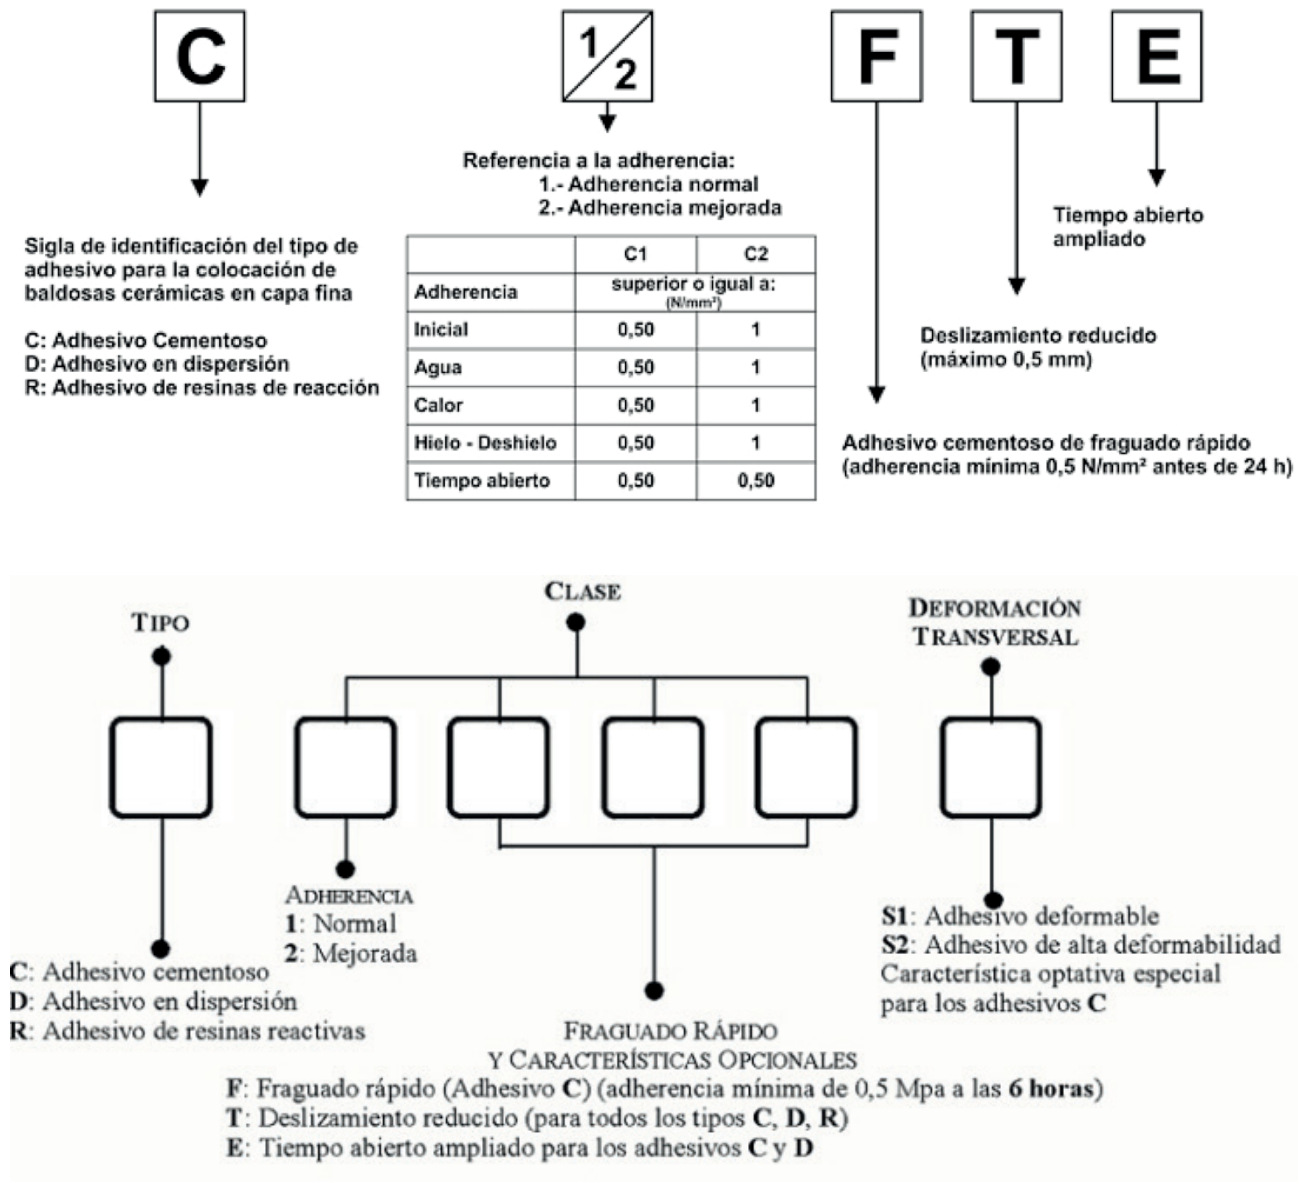 C
1/2
F
T
E
Referencia a la adherencia:
1.- Adherencia normal
2.- Adherencia mejorada
Sigla de identificación del tipo de
adhesivo para la colocación de
baldosas cerámicas en capa fina
C: Adhesivo Cementoso
D: Adhesivo en dispersión
R: Adhesivo de resinas de reacción
C1 C2
Adherencia superior o igual a:
(N/mm²)
Inicial 0,50 1
Agua 0,50 1
Calor 0,50 1
Hielo - Deshielo 0,50 1
Tiempo abierto 0,50 0,50
Tiempo abierto
ampliado
Deslizamiento reducido
(máximo 0,5 mm)
Adhesivo cementoso de fraguado rápido
(adherencia mínima 0,5 N/mm² antes de 24 h)
TIPO
CLASE
DEFORMACIÓN
TRANSVERSAL
ADHERENCIA
1: Normal
2: Mejorada
C: Adhesivo cementoso
D: Adhesivo en dispersión
R: Adhesivo de resinas reactivas
S1: Adhesivo deformable
S2: Adhesivo de alta deformabilidad
Característica optativa especial
para los adhesivos C
FRAGUADO RÁPIDO
Y CARACTERÍSTICAS OPCIONALES
F: Fraguado rápido (Adhesivo C) (adherencia mínima de 0,5 Mpa a las 6 horas)
T: Deslizamiento reducido (para todos los tipos C, D, R)
E: Tiempo abierto ampliado para los adhesivos C y D